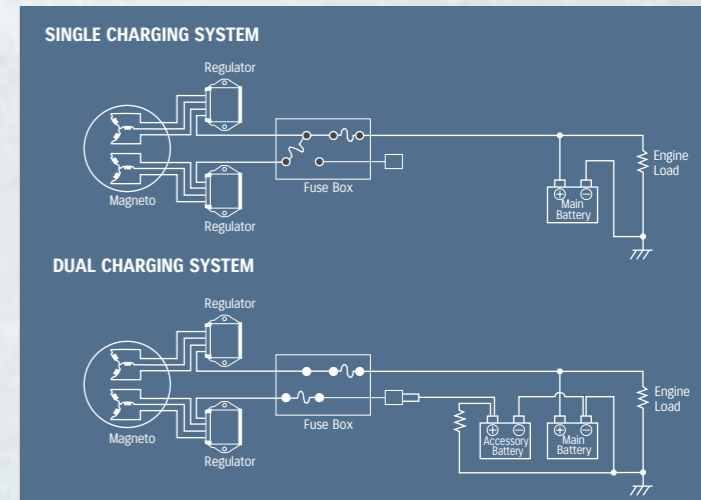 SINGLE CHARGING SYSTEM
Regulator
Magneto
Regulator
Fuse Box
⊕ ⊖
Main
Battery
Engine
Load
DUAL CHARGING SYSTEM
Regulator
Magneto
Regulator
Fuse Box
⊕ ⊖
Accessory
Battery
⊕ ⊖
Main
Battery
Engine
Load